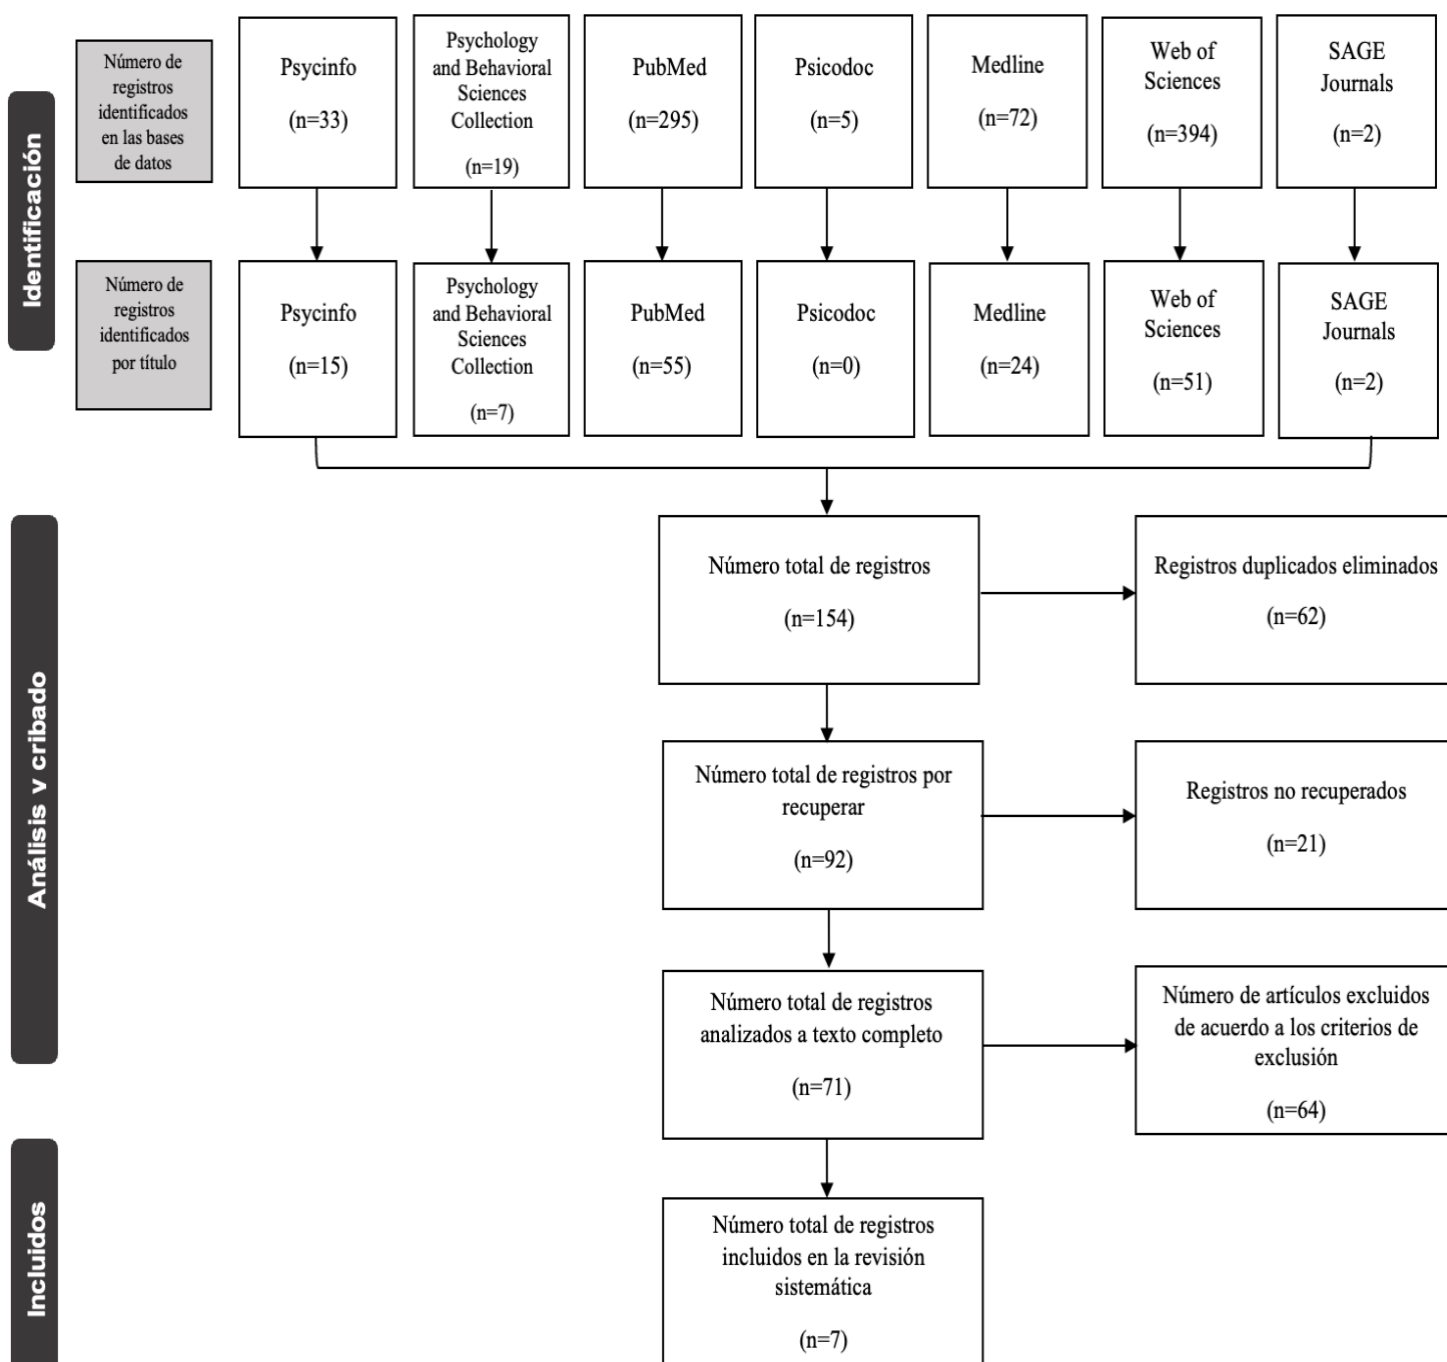 Identificación
Número de
registros
identificados
en las bases
de datos
Psycinfo
(n=33)
Psychology
and Behavioral
Sciences
Collection
(n=19)
PubMed
(n=295)
Psicodoc
(n=5)
Medline
(n=72)
Web of
Sciences
(n=394)
SAGE
Journals
(n=2)
Número de
registros
identificados
por título
Psycinfo
(n=15)
Psychology
and Behavioral
Sciences
Collection
(n=7)
PubMed
(n=55)
Psicodoc
(n=0)
Medline
(n=24)
Web of
Sciences
(n=51)
SAGE
Journals
(n=2)
Análisis y cribado
Número total de registros
(n=154)
Registros duplicados eliminados
(n=62)
Número total de registros por
recuperar
(n=92)
Registros no recuperados
(n=21)
Número total de registros
analizados a texto completo
(n=71)
Número de artículos excluidos
de acuerdo a los criterios de
exclusión
(n=64)
Incluidos
Número total de registros
incluidos en la revisión
sistemática
(n=7)